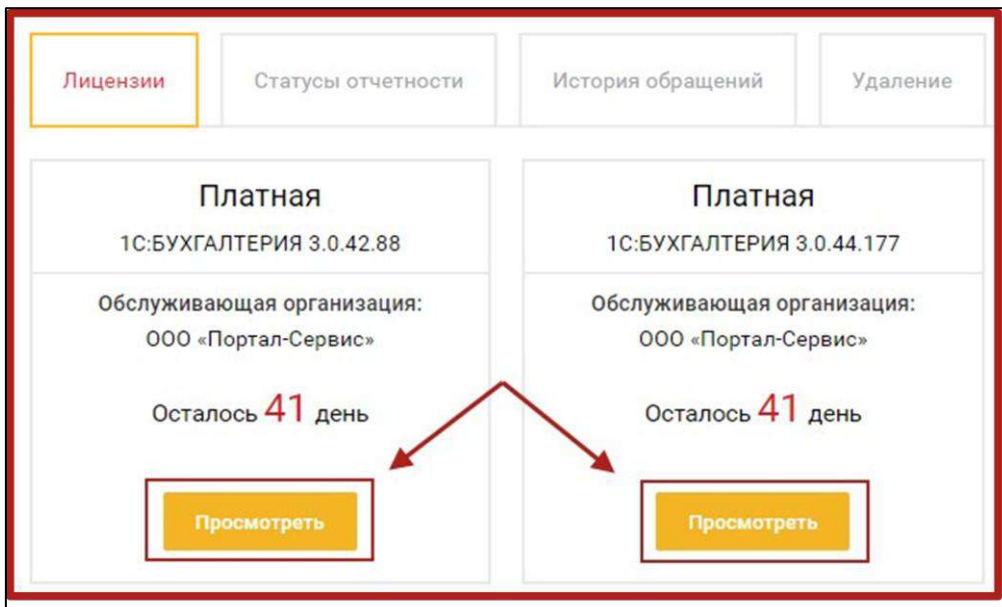 Лицензии
Статусы отчетности
История обращений
Удаление
Платная
1С:БУХГАЛТЕРИЯ 3.0.42.88
Обслуживающая организация:
ООО «Портал-Сервис»
Осталось 41 день
Просмотреть
Платная
1С:БУХГАЛТЕРИЯ 3.0.44.177
Обслуживающая организация:
ООО «Портал-Сервис»
Осталось 41 день
Просмотреть